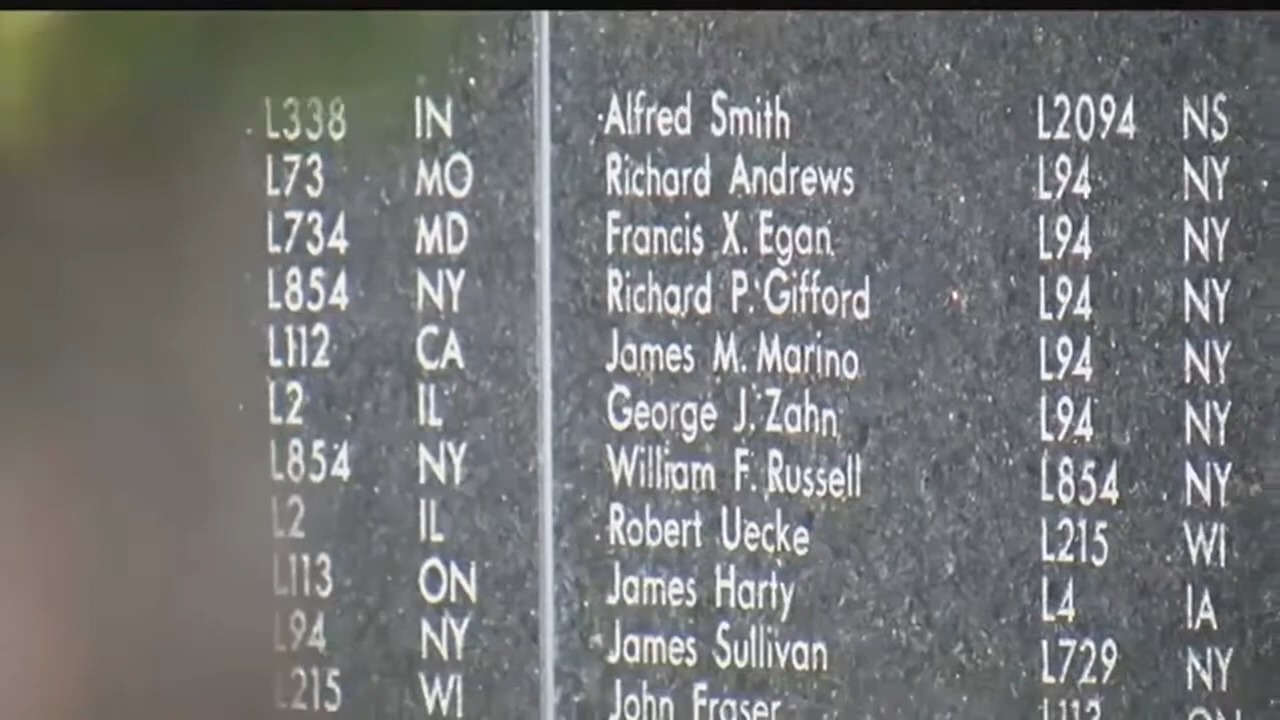 L338 IN
L73 MO
L734 MD
L854 NY
L112 CA
L2 IL
L854 NY
L2 IL
L113 ON
L94 NY
L215 WI
Alfred Smith L2094 NS
Richard Andrews L94 NY
Francis X. Egan L94 NY
Richard P. Gifford L94 NY
James M. Marino L94 NY
George J. Zahn L94 NY
William F. Russell L854 NY
Robert Uecke L215 WI
James Harty L4 IA
James Sullivan L729 NY
John Fraser L113 ON